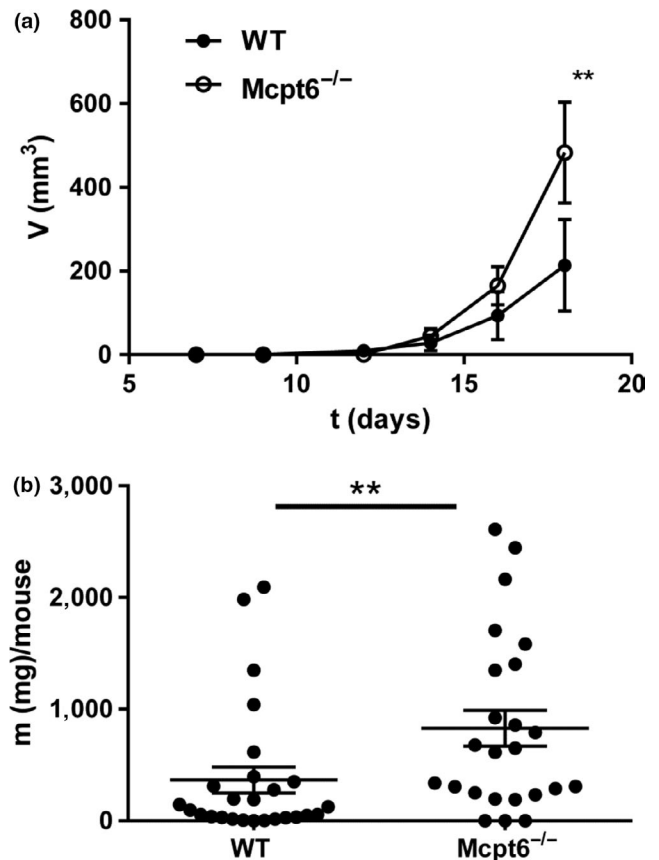 (a)
800
600
400
200
0
V (mm³)
WT
Mcpt6⁻/⁻
**
5 10 15 20
t (days)
(b)
3,000
2,000
1,000
0
m (mg)/mouse
**
WT Mcpt6⁻/⁻